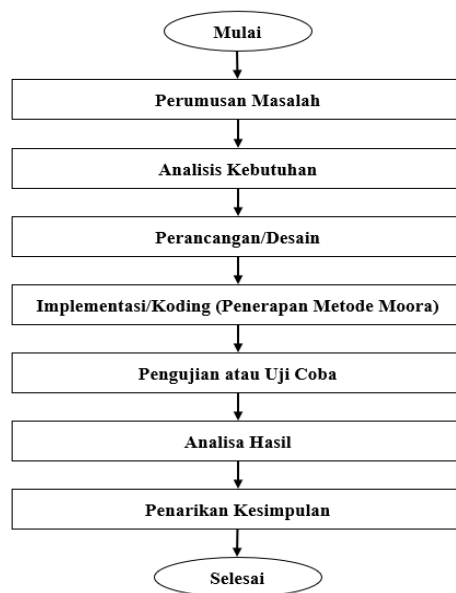 Mulai
Perumusan Masalah
Analisis Kebutuhan
Perancangan/Desain
Implementasi/Koding (Penerapan Metode Moora)
Pengujian atau Uji Coba
Analisa Hasil
Penarikan Kesimpulan
Selesai